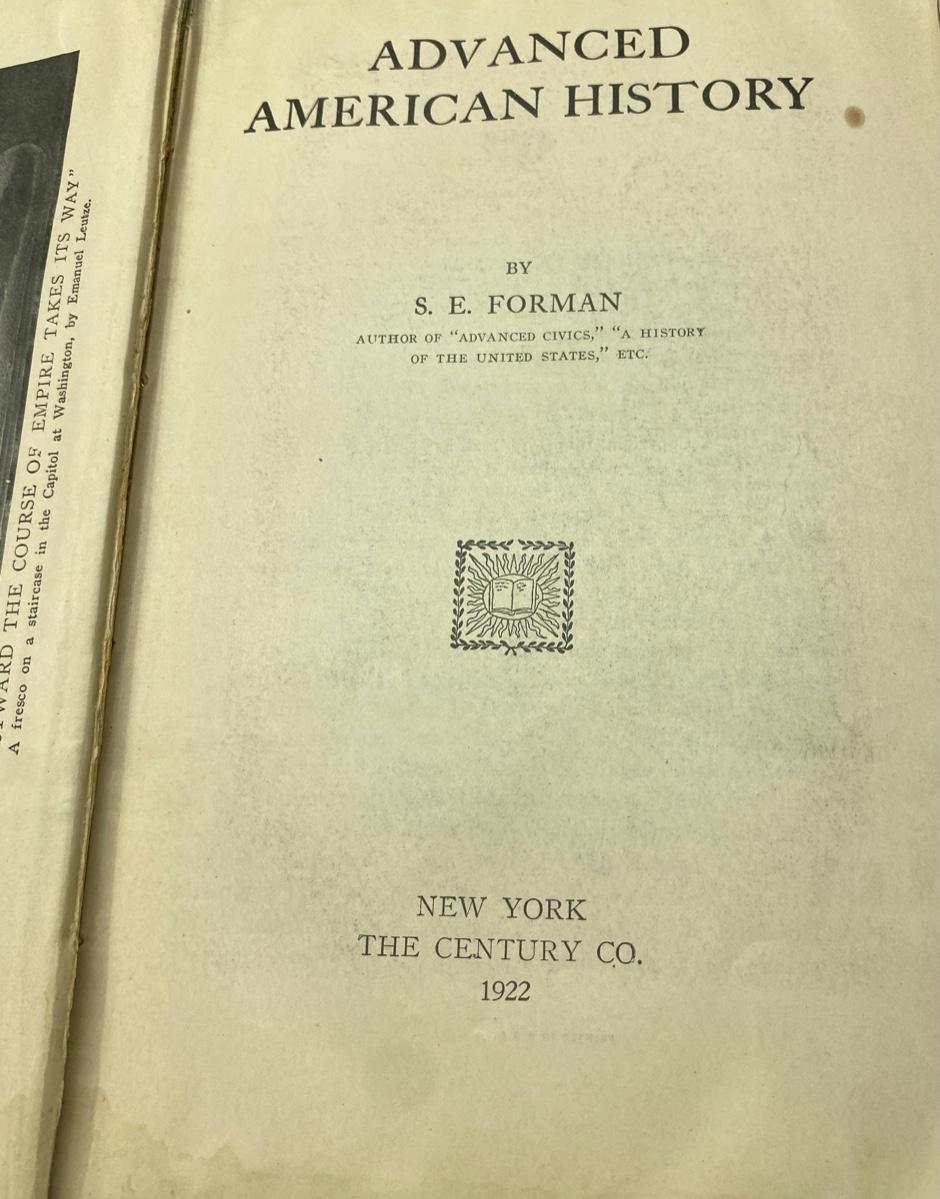 TWARD THE COURSE OF EMPIRE TAKES ITS WAY”
A fresco on a staircase in the Capitol at Washington, by Emanuel Leutze.
ADVANCED
AMERICAN HISTORY
BY
S. E. FORMAN
AUTHOR OF “ADVANCED CIVICS,” “A HISTORY
OF THE UNITED STATES,” ETC.
NEW YORK
THE CENTURY CO.
1922